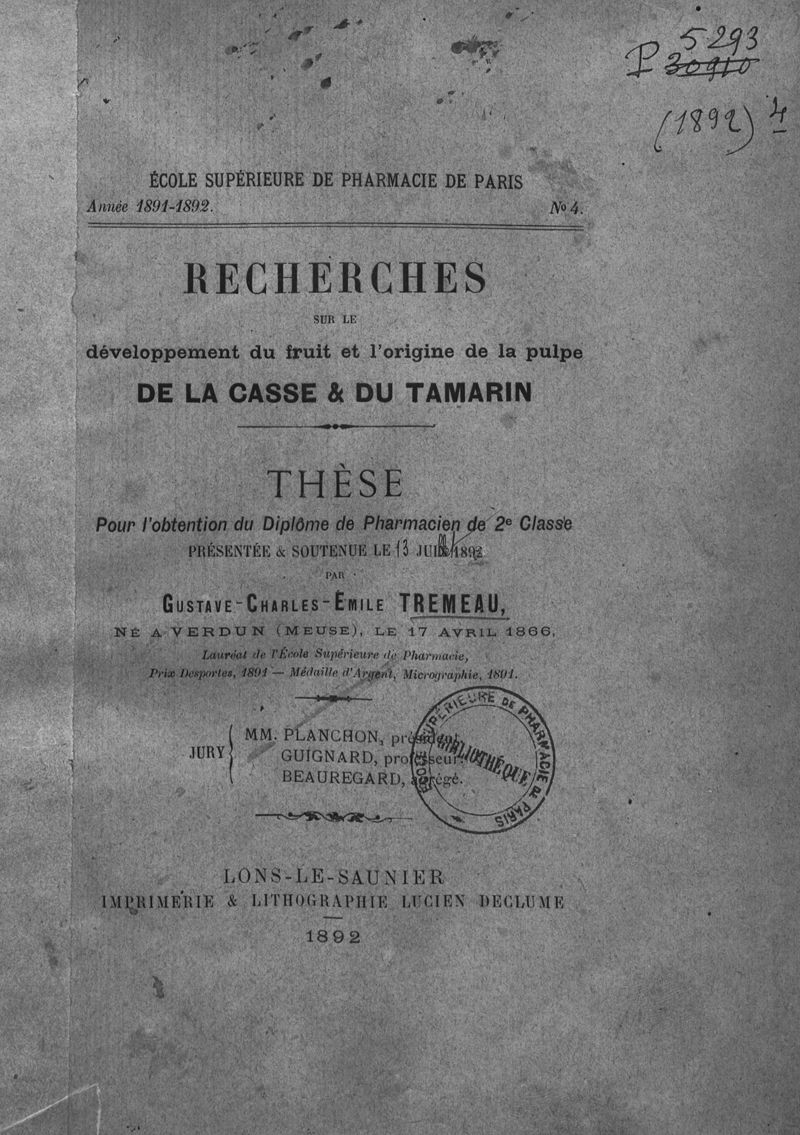 P 5293
30910
(1892) 4
ÉCOLE SUPÉRIEURE DE PHARMACIE DE PARIS
Année 1891-1892. No 4.
RECHERCHES
SUR LE
développement du fruit et l'origine de la pulpe
DE LA CASSE & DU TAMARIN
THÈSE
Pour l'obtention du Diplôme de Pharmacien de 2e Classe
PRÉSENTÉE & SOUTENUE LE 13 1892
PAR
GUSTAVE-CHARLES-ÉMILE TREMEAU,
NÉ A VERDUN (MEUSE), LE 17 AVRIL 1866.
Lauréat de l'École Supérieure de Pharmacie,
Prix Desportes, 1891 — Médaille d'Argent, Micrographie, 1891.
JURY
MM. PLANCHON, président.
GUIGNARD, professeur.
BEAUREGARD, agrégé.
SUPÉRIEURE DE PHARMACIE DE PARIS
BIBLIOTHÈQUE
LONS-LE-SAUNIER
IMPRIMERIE & LITHOGRAPHIE LUCIEN DECLUME
1892